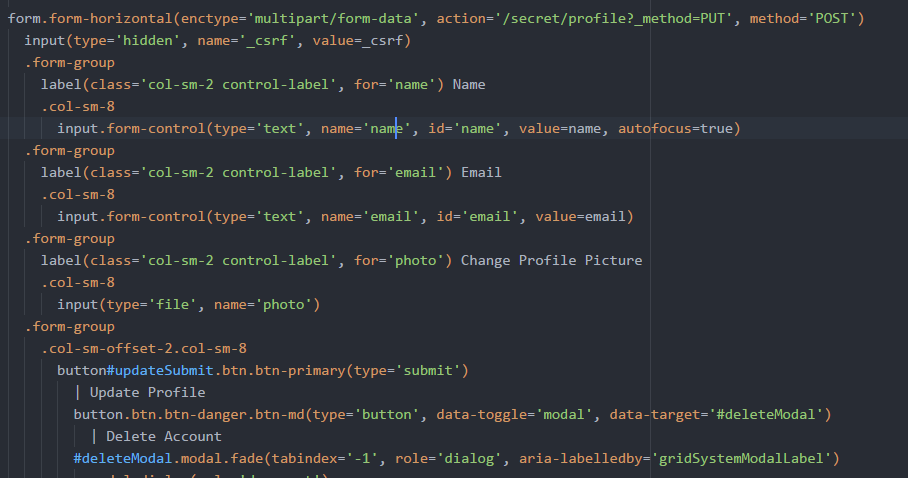 form.form-horizontal(enctype='multipart/form-data', action='/secret/profile?_method=PUT', method='POST')
input(type='hidden', name='_csrf', value=_csrf)
.form-group
label(class='col-sm-2 control-label', for='name') Name
.col-sm-8
input.form-control(type='text', name='name', id='name', value=name, autofocus=true)
.form-group
label(class='col-sm-2 control-label', for='email') Email
.col-sm-8
input.form-control(type='text', name='email', id='email', value=email)
.form-group
label(class='col-sm-2 control-label', for='photo') Change Profile Picture
.col-sm-8
input(type='file', name='photo')
.form-group
.col-sm-offset-2.col-sm-8
button#updateSubmit.btn.btn-primary(type='submit')
| Update Profile
button.btn.btn-danger.btn-md(type='button', data-toggle='modal', data-target='#deleteModal')
| Delete Account
#deleteModal.modal.fade(tabindex='-1', role='dialog', aria-labelledby='gridSystemModalLabel')